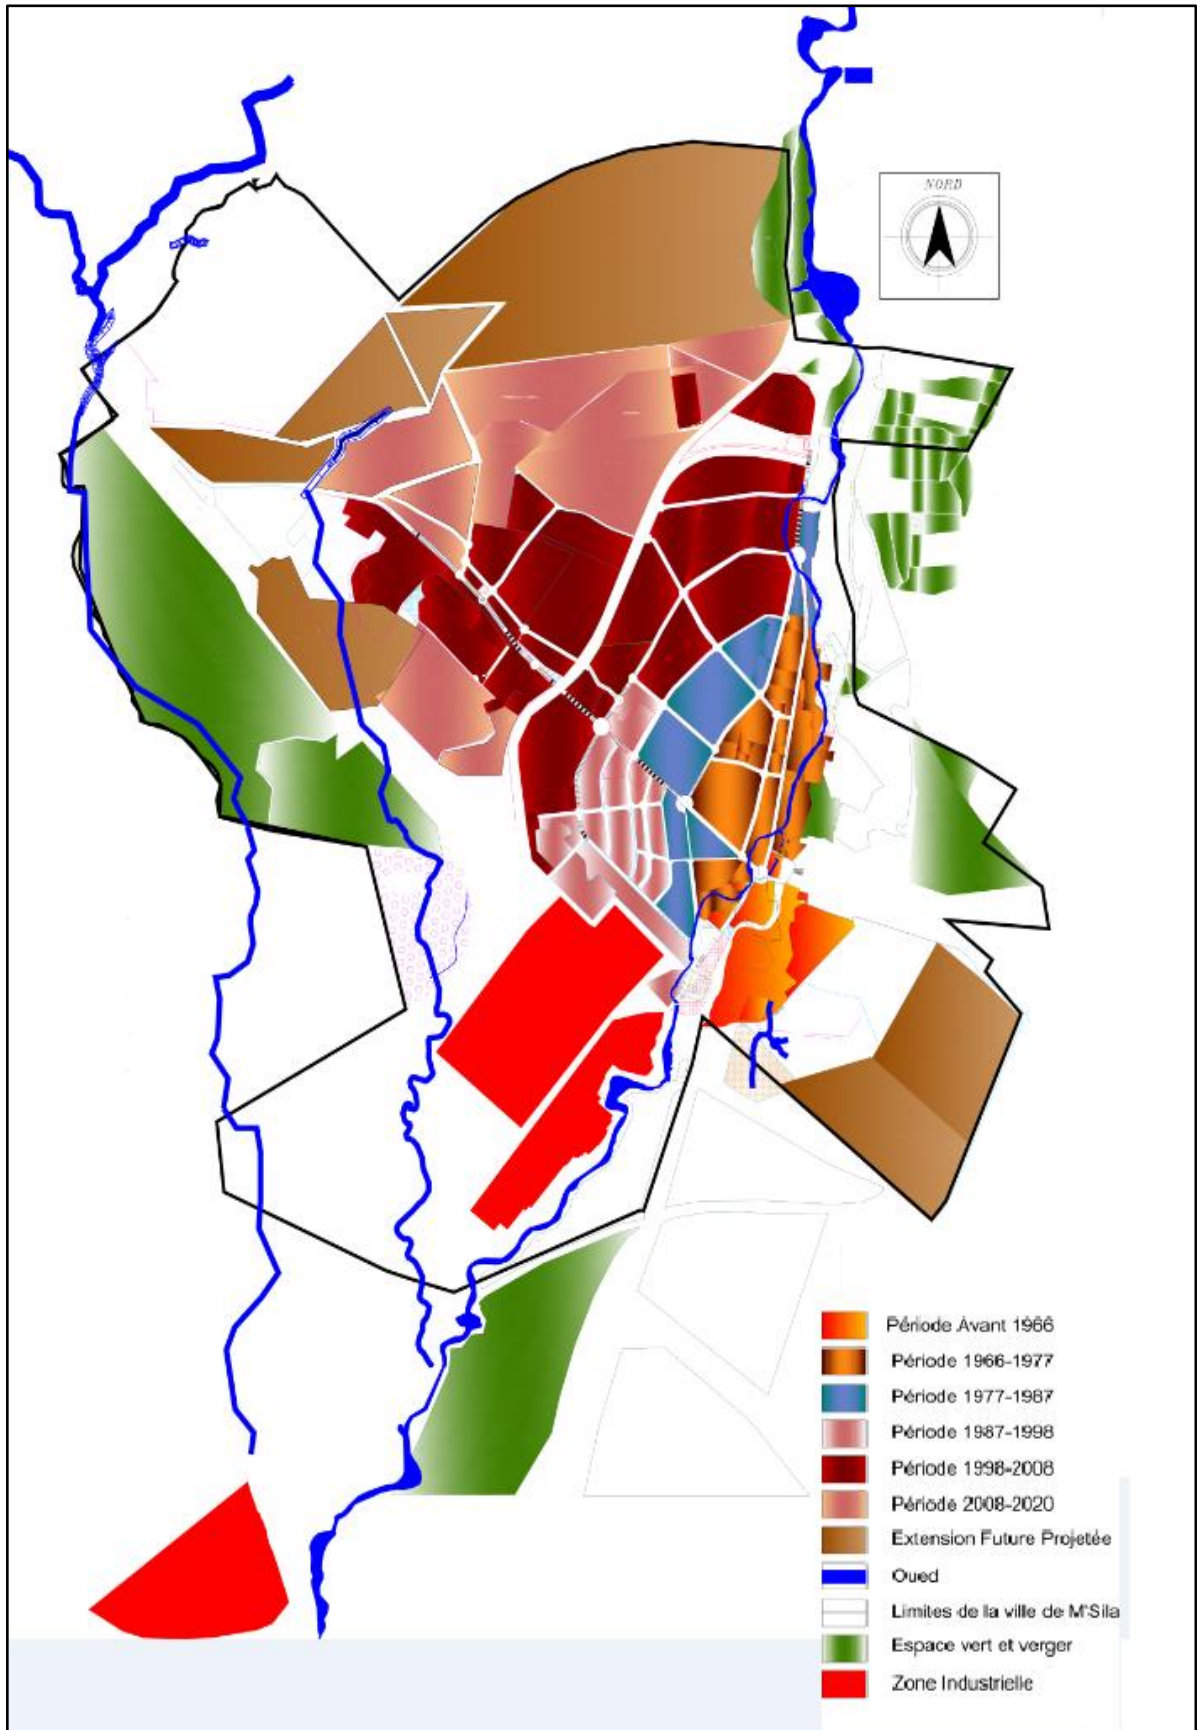 NORD
Période Avant 1966
Période 1966-1977
Période 1977-1987
Période 1987-1998
Période 1998-2008
Période 2008-2020
Extension Future Projetée
Oued
Limites de la ville de M'Sila
Espace vert et verger
Zone Industrielle